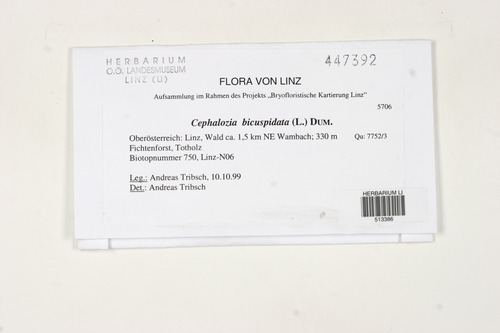 HERBARIUM
O.Ö. LANDESMUSEUM
LINZ (U)
447392
FLORA VON LINZ
Aufsammlung im Rahmen des Projekts „Bryofloristische Kartierung Linz"
5706
Cephalozia bicuspidata (L.) DUM.
Oberösterreich: Linz, Wald ca. 1,5 km NE Wambach; 330 m Qu: 7752/3
Fichtenforst, Totholz
Biotopnummer 750, Linz-N06
Leg.: Andreas Tribsch, 10.10.99
Det.: Andreas Tribsch
HERBARIUM LI
513386